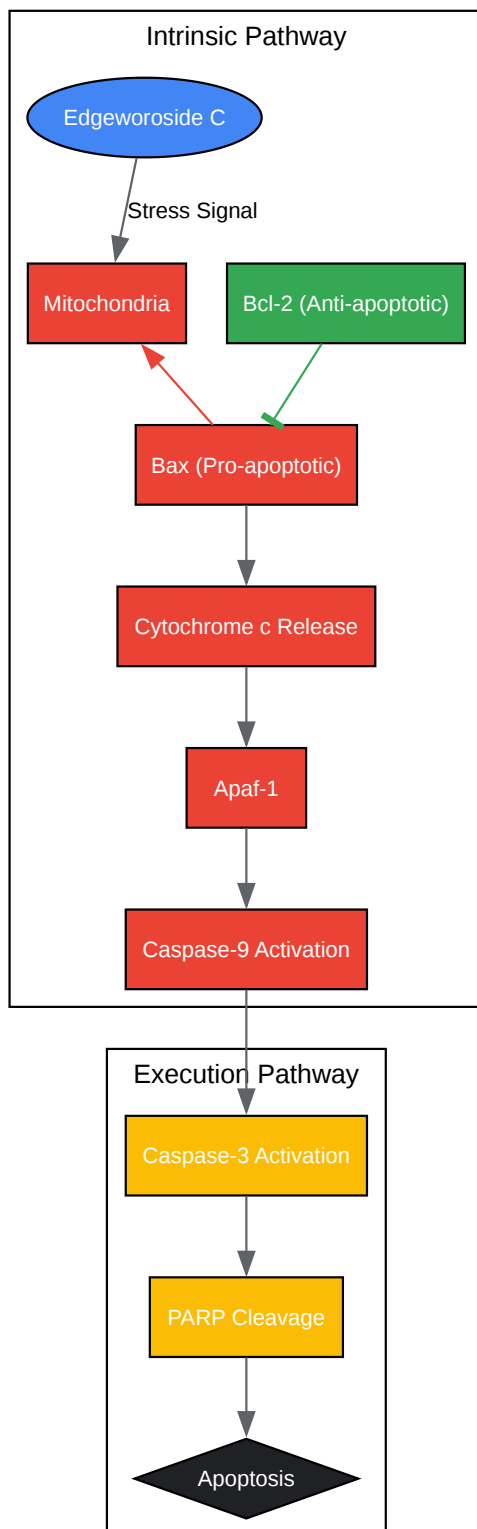 Intrinsic Pathway
Edgeworoside C
Stress Signal
Mitochondria
Bcl-2 (Anti-apoptotic)
Bax (Pro-apoptotic)
Cytochrome c Release
Apaf-1
Caspase-9 Activation
Execution Pathway
Caspase-3 Activation
PARP Cleavage
Apoptosis